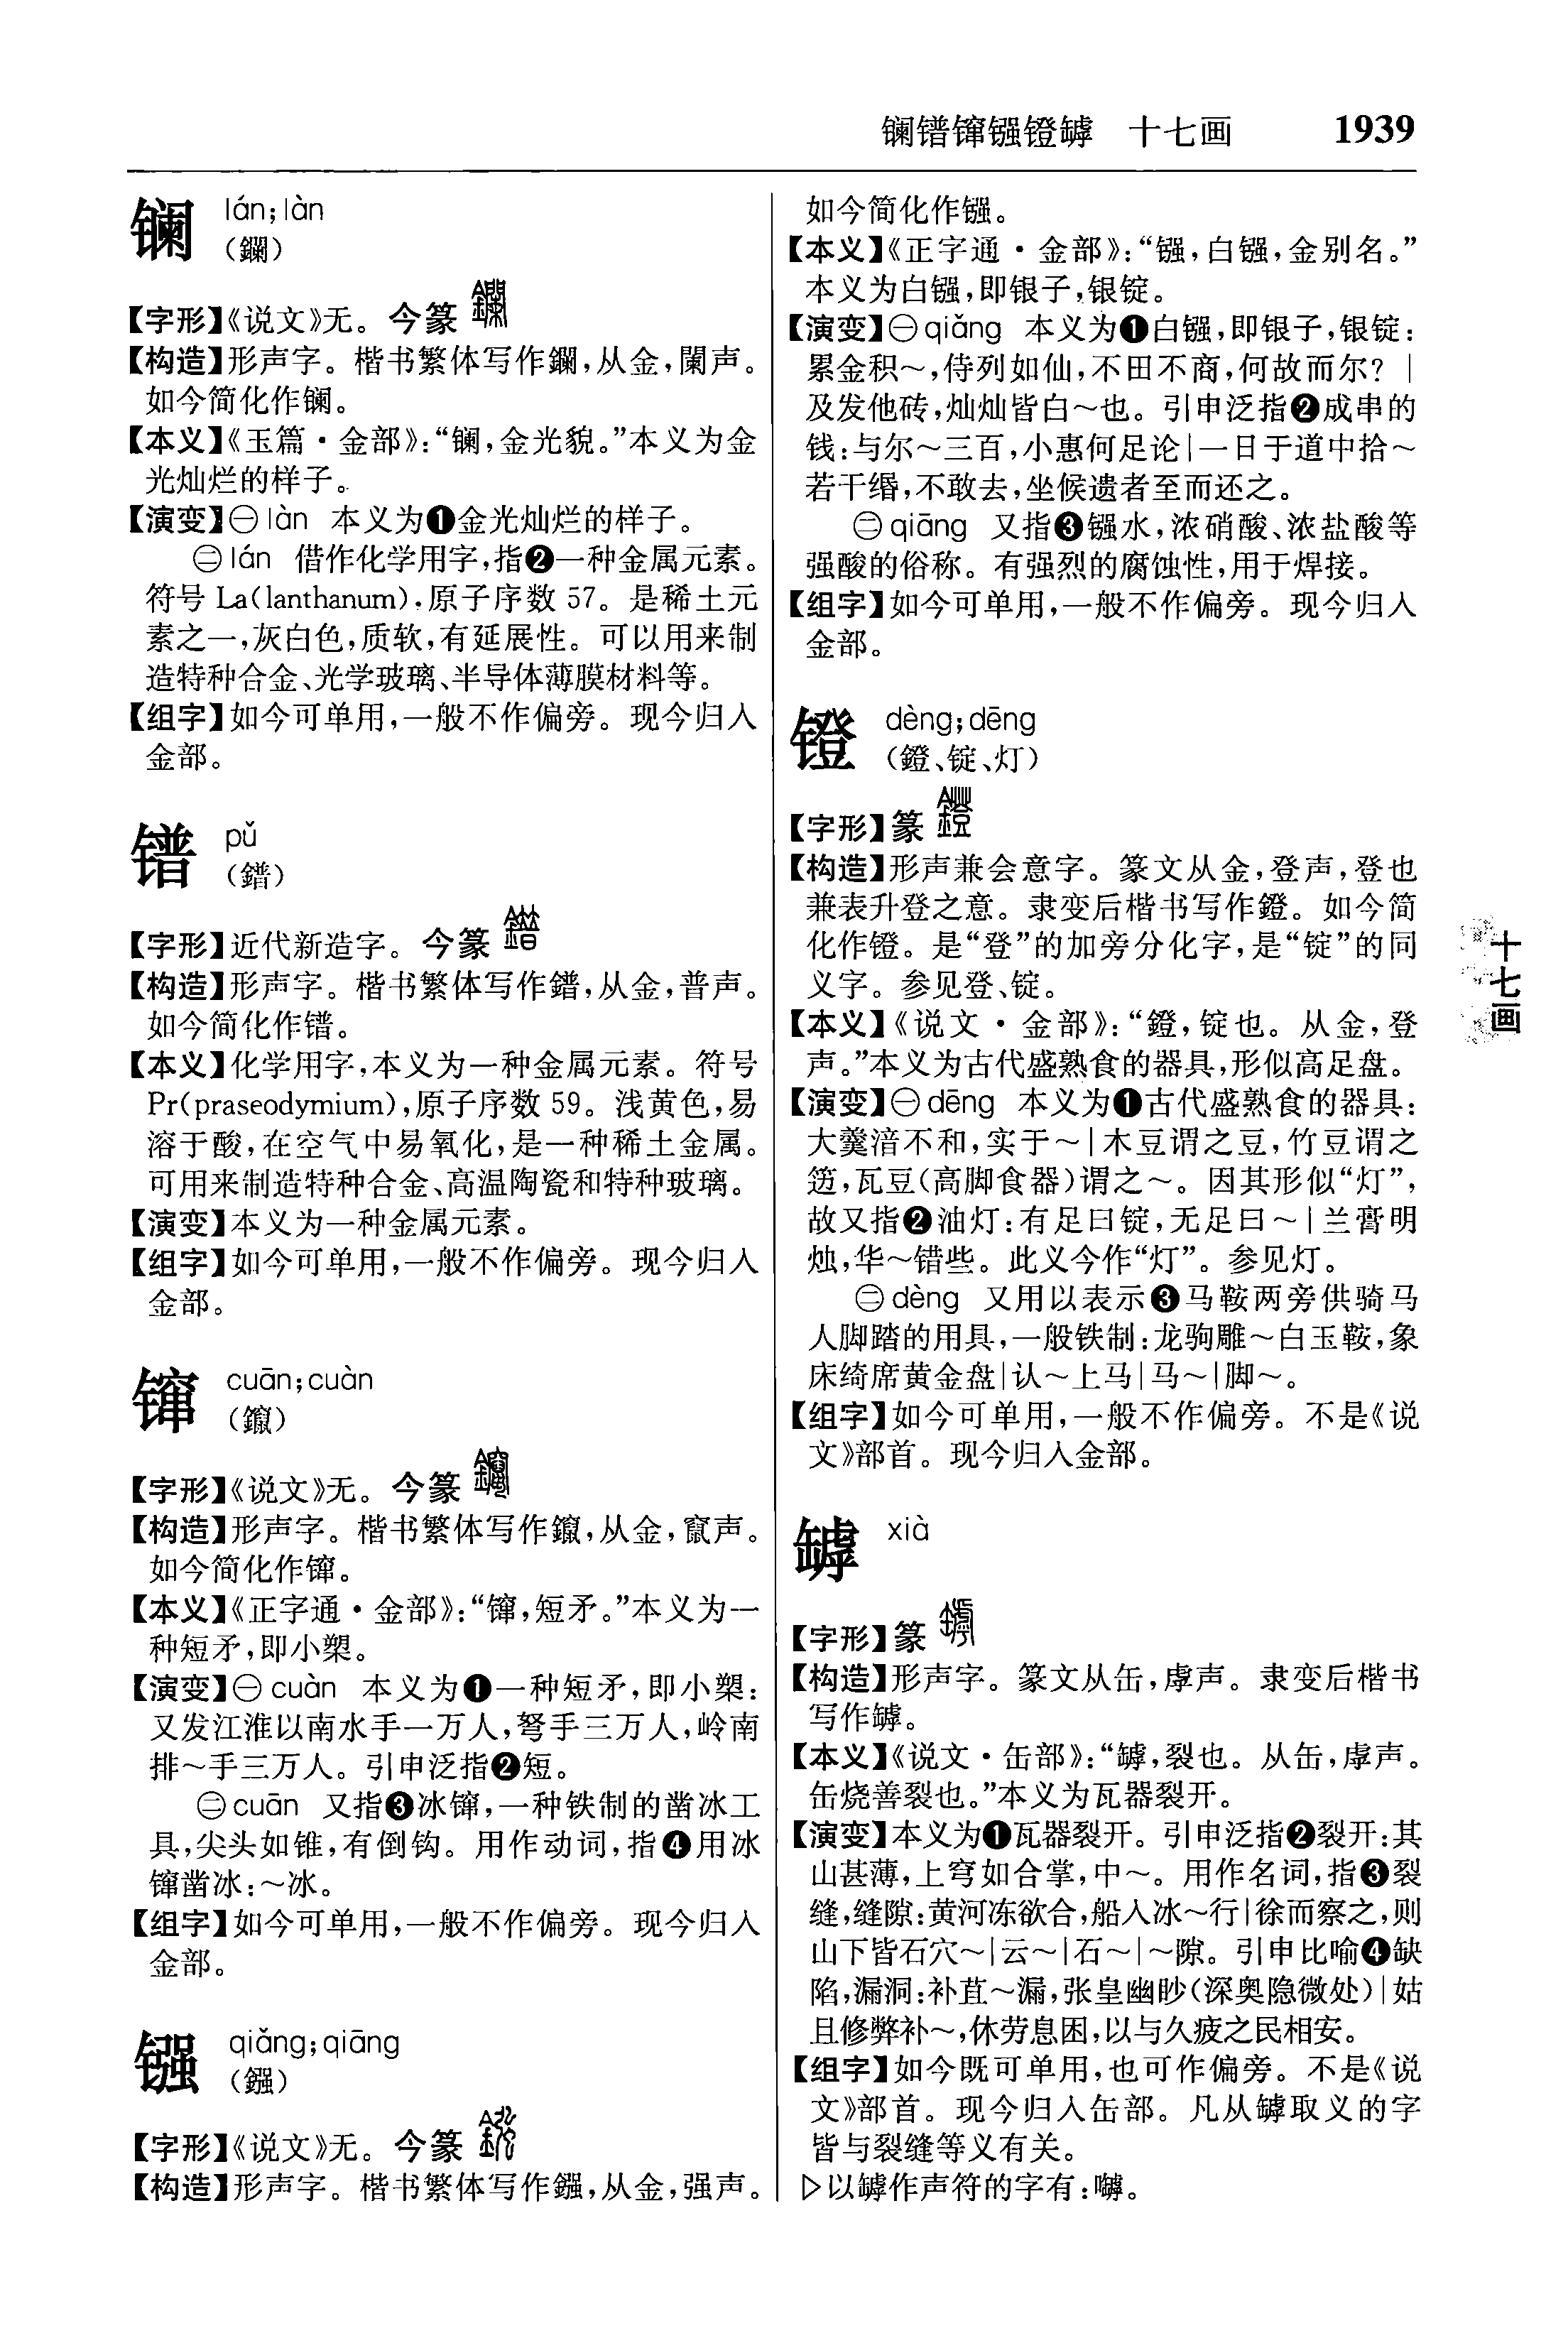 镧镨镩镪镫罅 十七画 1939
镧 lán;làn
(鑭)
【字形】《说文》无。今篆
【构造】形声字。楷书繁体写作鑭,从金,闌声。
如今简化作镧。
【本义】《玉篇·金部》:“镧,金光貌。”本义为金
光灿烂的样子。
【演变】㊀làn 本义为❶金光灿烂的样子。
㊁lán 借作化学用字,指❷一种金属元素。
符号 La(lanthanum),原子序数 57。是稀土元
素之一,灰白色,质软,有延展性。可以用来制
造特种合金、光学玻璃、半导体薄膜材料等。
【组字】如今可单用,一般不作偏旁。现今归入
金部。
镨 pǔ
(鐠)
【字形】近代新造字。今篆
【构造】形声字。楷书繁体写作鐠,从金,普声。
如今简化作镨。
【本义】化学用字,本义为一种金属元素。符号
Pr(praseodymium),原子序数 59。浅黄色,易
溶于酸,在空气中易氧化,是一种稀土金属。
可用来制造特种合金、高温陶瓷和特种玻璃。
【演变】本义为一种金属元素。
【组字】如今可单用,一般不作偏旁。现今归入
金部。
镩 cuān;cuàn
(鑹)
【字形】《说文》无。今篆
【构造】形声字。楷书繁体写作鑹,从金,竄声。
如今简化作镩。
【本义】《正字通·金部》:“镩,短矛。”本义为一
种短矛,即小槊。
【演变】㊀cuàn 本义为❶一种短矛,即小槊:
又发江淮以南水手一万人,弩手三万人,岭南
排～手三万人。引申泛指❷短。
㊁cuān 又指❸冰镩,一种铁制的凿冰工
具,尖头如锥,有倒钩。用作动词,指❹用冰
镩凿冰:～冰。
【组字】如今可单用,一般不作偏旁。现今归入
金部。
镪 qiǎng;qiāng
(鏹)
【字形】《说文》无。今篆
【构造】形声字。楷书繁体写作鏹,从金,强声。
如今简化作镪。
【本义】《正字通·金部》:“镪,白镪,金别名。”
本义为白镪,即银子,银锭。
【演变】㊀qiǎng 本义为❶白镪,即银子,银锭:
累金积～,侍列如仙,不田不商,何故而尔?|
及发他砖,灿灿皆白～也。引申泛指❷成串的
钱:与尔～三百,小惠何足论|一日于道中拾～
若干缗,不敢去,坐候遗者至而还之。
㊁qiāng 又指❸镪水,浓硝酸、浓盐酸等
强酸的俗称。有强烈的腐蚀性,用于焊接。
【组字】如今可单用,一般不作偏旁。现今归入
金部。
镫 dèng;dēng
(鐙、锭、灯)
【字形】篆
【构造】形声兼会意字。篆文从金,登声,登也
兼表升登之意。隶变后楷书写作鐙。如今简
化作镫。是“登”的加旁分化字,是“锭”的同
义字。参见登、锭。
【本义】《说文·金部》:“鐙,锭也。从金,登
声。”本义为古代盛熟食的器具,形似高足盘。
【演变】㊀dēng 本义为❶古代盛熟食的器具:
大羹湆不和,实于～|木豆谓之豆,竹豆谓之
笾,瓦豆(高脚食器)谓之～。因其形似“灯”,
故又指❷油灯:有足曰锭,无足曰～|兰膏明
烛,华～错些。此义今作“灯”。参见灯。
㊁dèng 又用以表示❸马鞍两旁供骑马
人脚踏的用具,一般铁制:龙驹雕～白玉鞍,象
床绮席黄金盘|认～上马|马～|脚～。
【组字】如今可单用,一般不作偏旁。不是《说
文》部首。现今归入金部。
罅 xià
【字形】篆
【构造】形声字。篆文从缶,虖声。隶变后楷书
写作罅。
【本义】《说文·缶部》:“罅,裂也。从缶,虖声。
缶烧善裂也。”本义为瓦器裂开。
【演变】本义为❶瓦器裂开。引申泛指❷裂开:其
山甚薄,上穹如合掌,中～。用作名词,指❸裂
缝,缝隙:黄河冻欲合,船入冰～行|徐而察之,则
山下皆石穴～|云～|石～|～隙。引申比喻❹缺
陷,漏洞:补苴～漏,张皇幽眇(深奥隐微处)|姑
且修弊补～,休劳息困,以与久疲之民相安。
【组字】如今既可单用,也可作偏旁。不是《说
文》部首。现今归入缶部。凡从罅取义的字
皆与裂缝等义有关。
▷以罅作声符的字有:㘊。
十七画